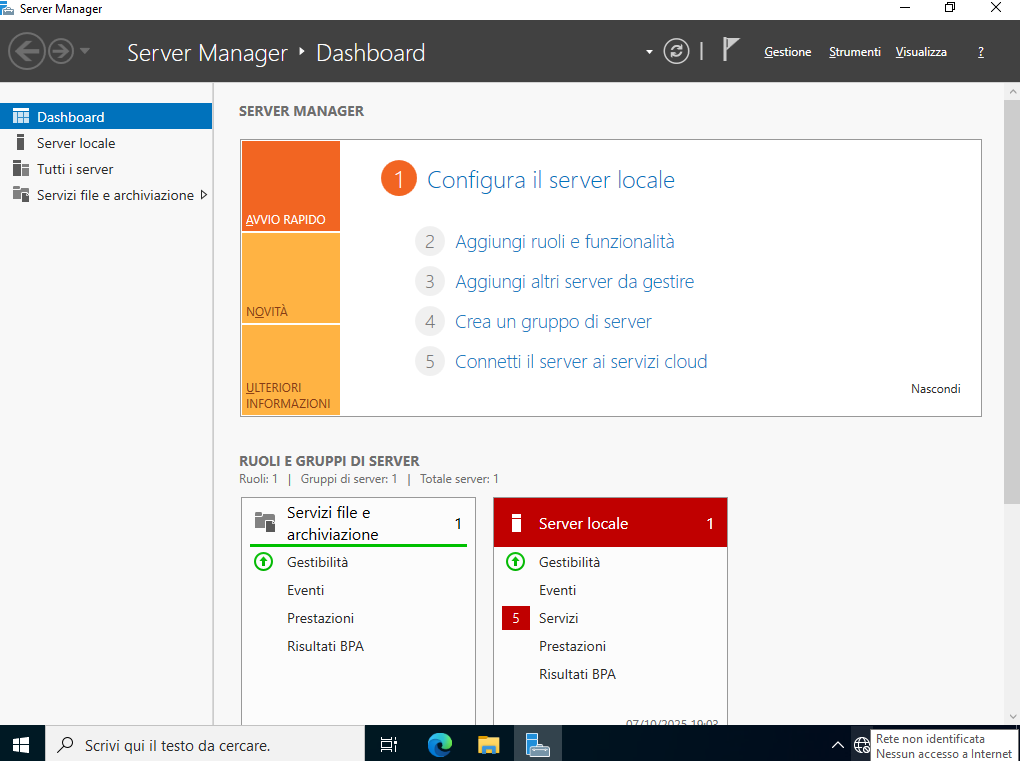 Server Manager
Server Manager ‣ Dashboard
Gestione Strumenti Visualizza ?
Dashboard
Server locale
Tutti i server
Servizi file e archiviazione
SERVER MANAGER
AVVIO RAPIDO
NOVITÀ
ULTERIORI
INFORMAZIONI
1 Configura il server locale
2 Aggiungi ruoli e funzionalità
3 Aggiungi altri server da gestire
4 Crea un gruppo di server
5 Connetti il server ai servizi cloud
Nascondi
RUOLI E GRUPPI DI SERVER
Ruoli: 1 | Gruppi di server: 1 | Totale server: 1
Servizi file e
archiviazione 1
Gestibilità
Eventi
Prestazioni
Risultati BPA
Server locale 1
Gestibilità
Eventi
5 Servizi
Prestazioni
Risultati BPA
07/10/2025 19:03
Scrivi qui il testo da cercare.
Rete non identificata
Nessun accesso a Internet